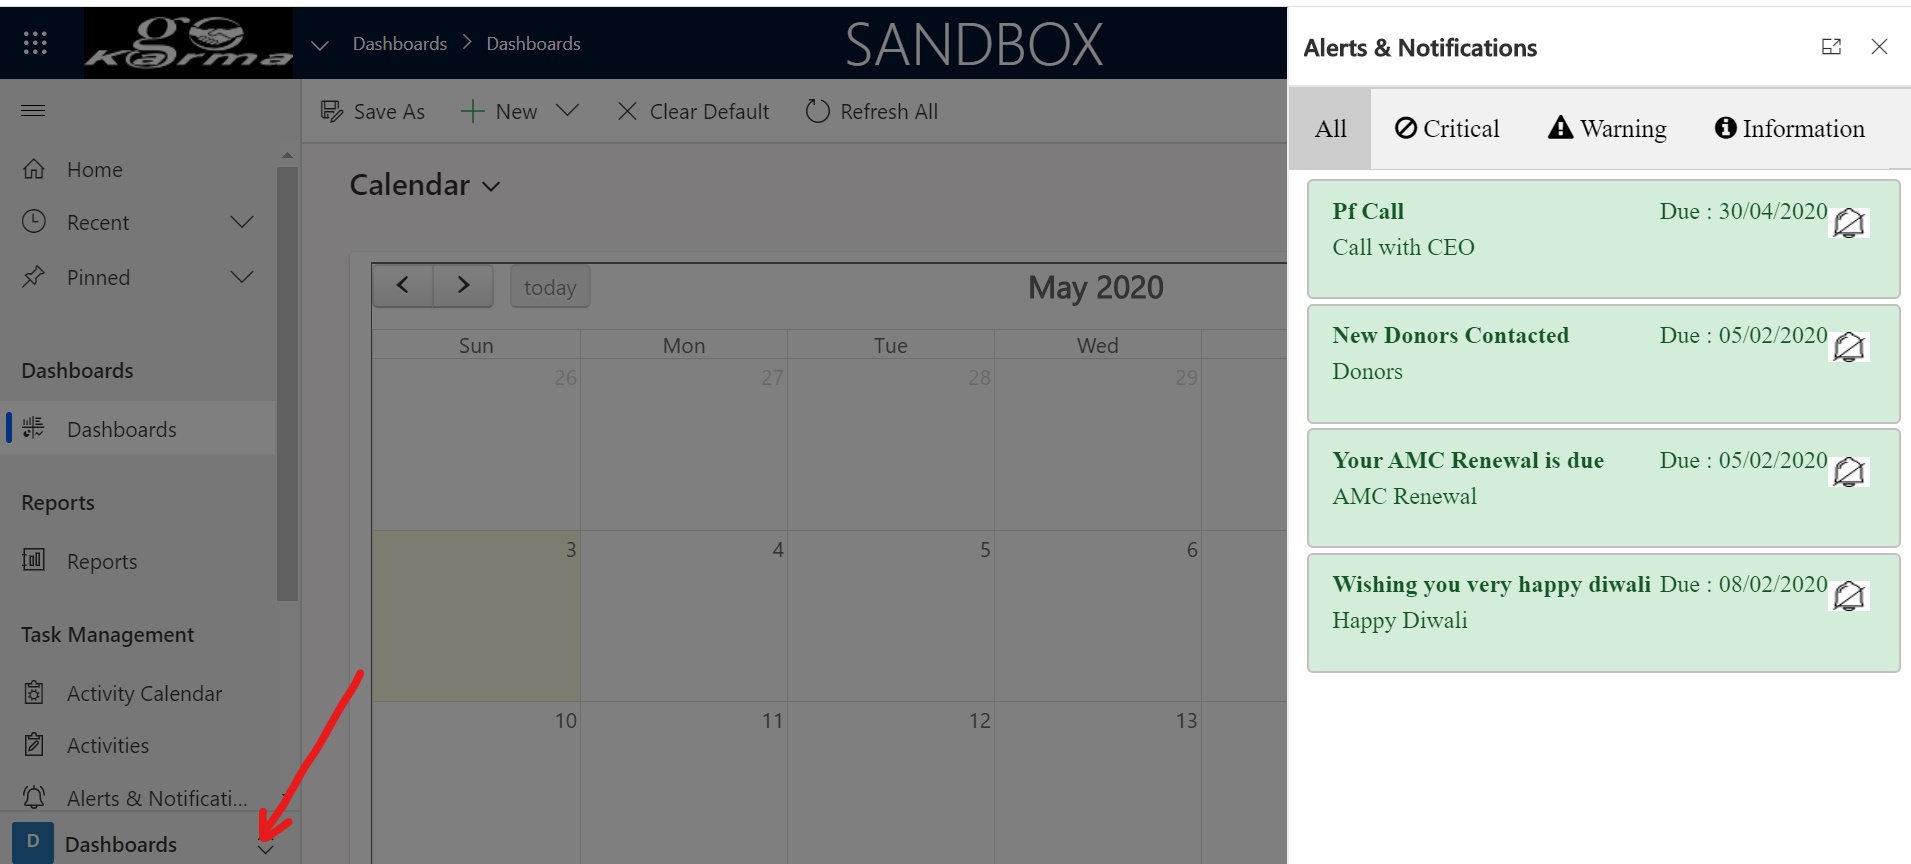 go
karma
Dashboards > Dashboards
SANDBOX
Save As
New
Clear Default
Refresh All
Home
Recent
Pinned
Dashboards
Dashboards
Reports
Reports
Task Management
Activity Calendar
Activities
Alerts & Notificati...
D Dashboards
Calendar
today
May 2020
Sun Mon Tue Wed
26 27 28 29
3 4 5 6
10 11 12 13
Alerts & Notifications
All Critical Warning Information
Pf Call Due : 30/04/2020
Call with CEO
New Donors Contacted Due : 05/02/2020
Donors
Your AMC Renewal is due Due : 05/02/2020
AMC Renewal
Wishing you very happy diwali Due : 08/02/2020
Happy Diwali